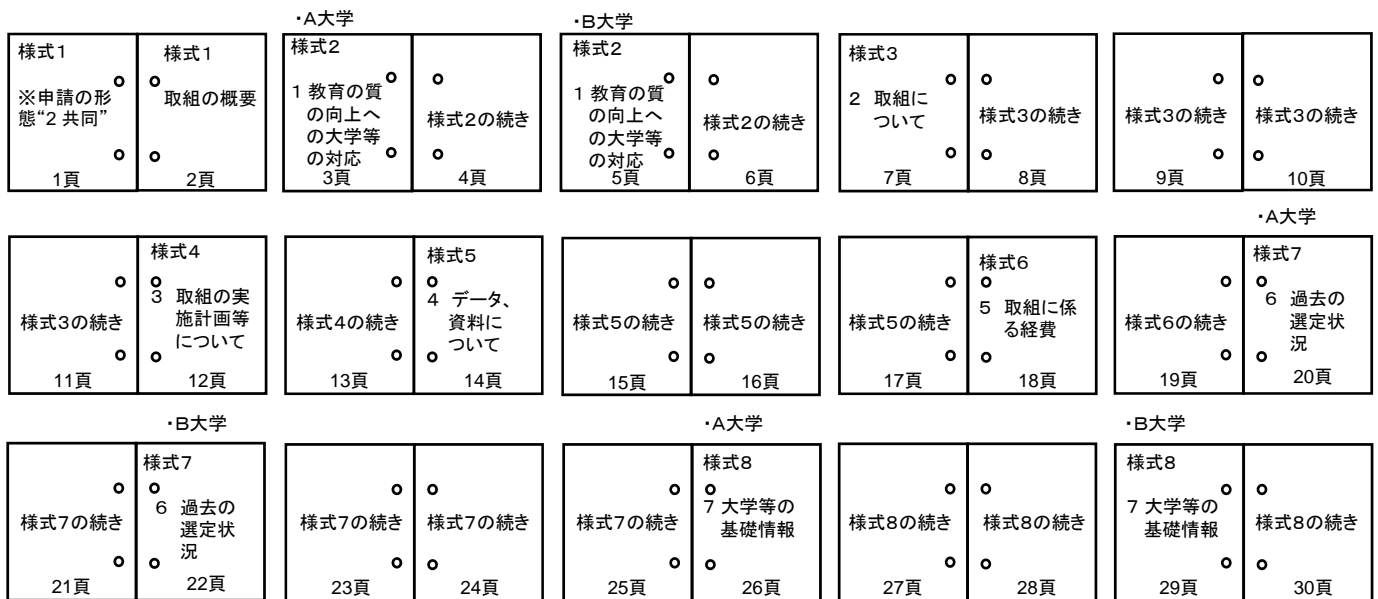 ・A大学
・B大学
様式1
※申請の形
態“2 共同”
1頁
様式1
取組の概要
2頁
様式2
1 教育の質
の向上へ
の大学等
の対応
3頁
様式2の続き
4頁
様式2
1 教育の質
の向上へ
の大学等
の対応
5頁
様式2の続き
6頁
様式3
2 取組に
ついて
7頁
様式3の続き
8頁
様式3の続き
9頁
様式3の続き
10頁
・A大学
様式3の続き
11頁
様式4
3 取組の実
施計画等
について
12頁
様式4の続き
13頁
様式5
4 データ、
資料に
ついて
14頁
様式5の続き
15頁
様式5の続き
16頁
様式5の続き
17頁
様式6
5 取組に係
る経費
18頁
様式6の続き
19頁
様式7
6 過去の
選定状
況
20頁
・B大学
・A大学
・B大学
様式7の続き
21頁
様式7
6 過去の
選定状
況
22頁
様式7の続き
23頁
様式7の続き
24頁
様式7の続き
25頁
様式8
7 大学等の
基礎情報
26頁
様式8の続き
27頁
様式8の続き
28頁
様式8
7 大学等の
基礎情報
29頁
様式8の続き
30頁